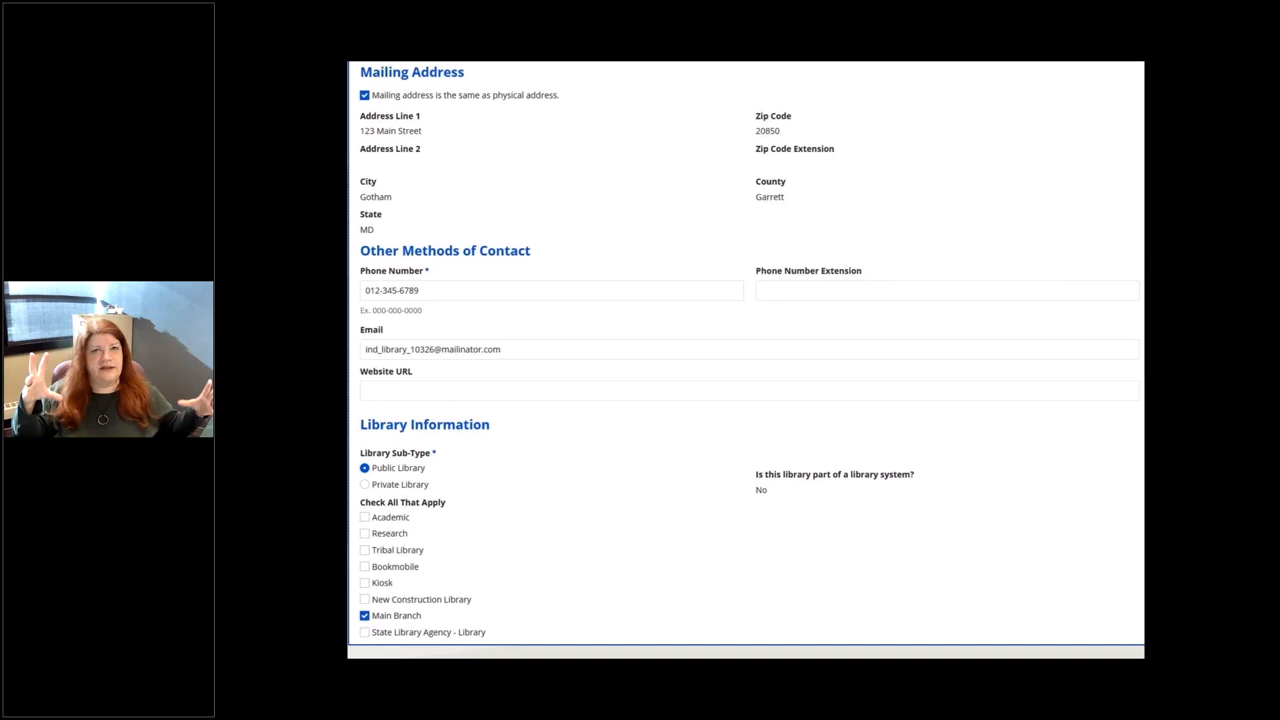 Mailing Address
Mailing address is the same as physical address.
Address Line 1
Zip Code
123 Main Street
20850
Address Line 2
Zip Code Extension
City
County
Gotham
Garrett
State
MD
Other Methods of Contact
Phone Number *
Phone Number Extension
012-345-6789
Ex. 000-000-0000
Email
ind_library_10326@mailinator.com
Website URL
Library Information
Library Sub-Type *
Public Library
Is this library part of a library system?
Private Library
No
Check All That Apply
Academic
Research
Tribal Library
Bookmobile
Kiosk
New Construction Library
Main Branch
State Library Agency - Library